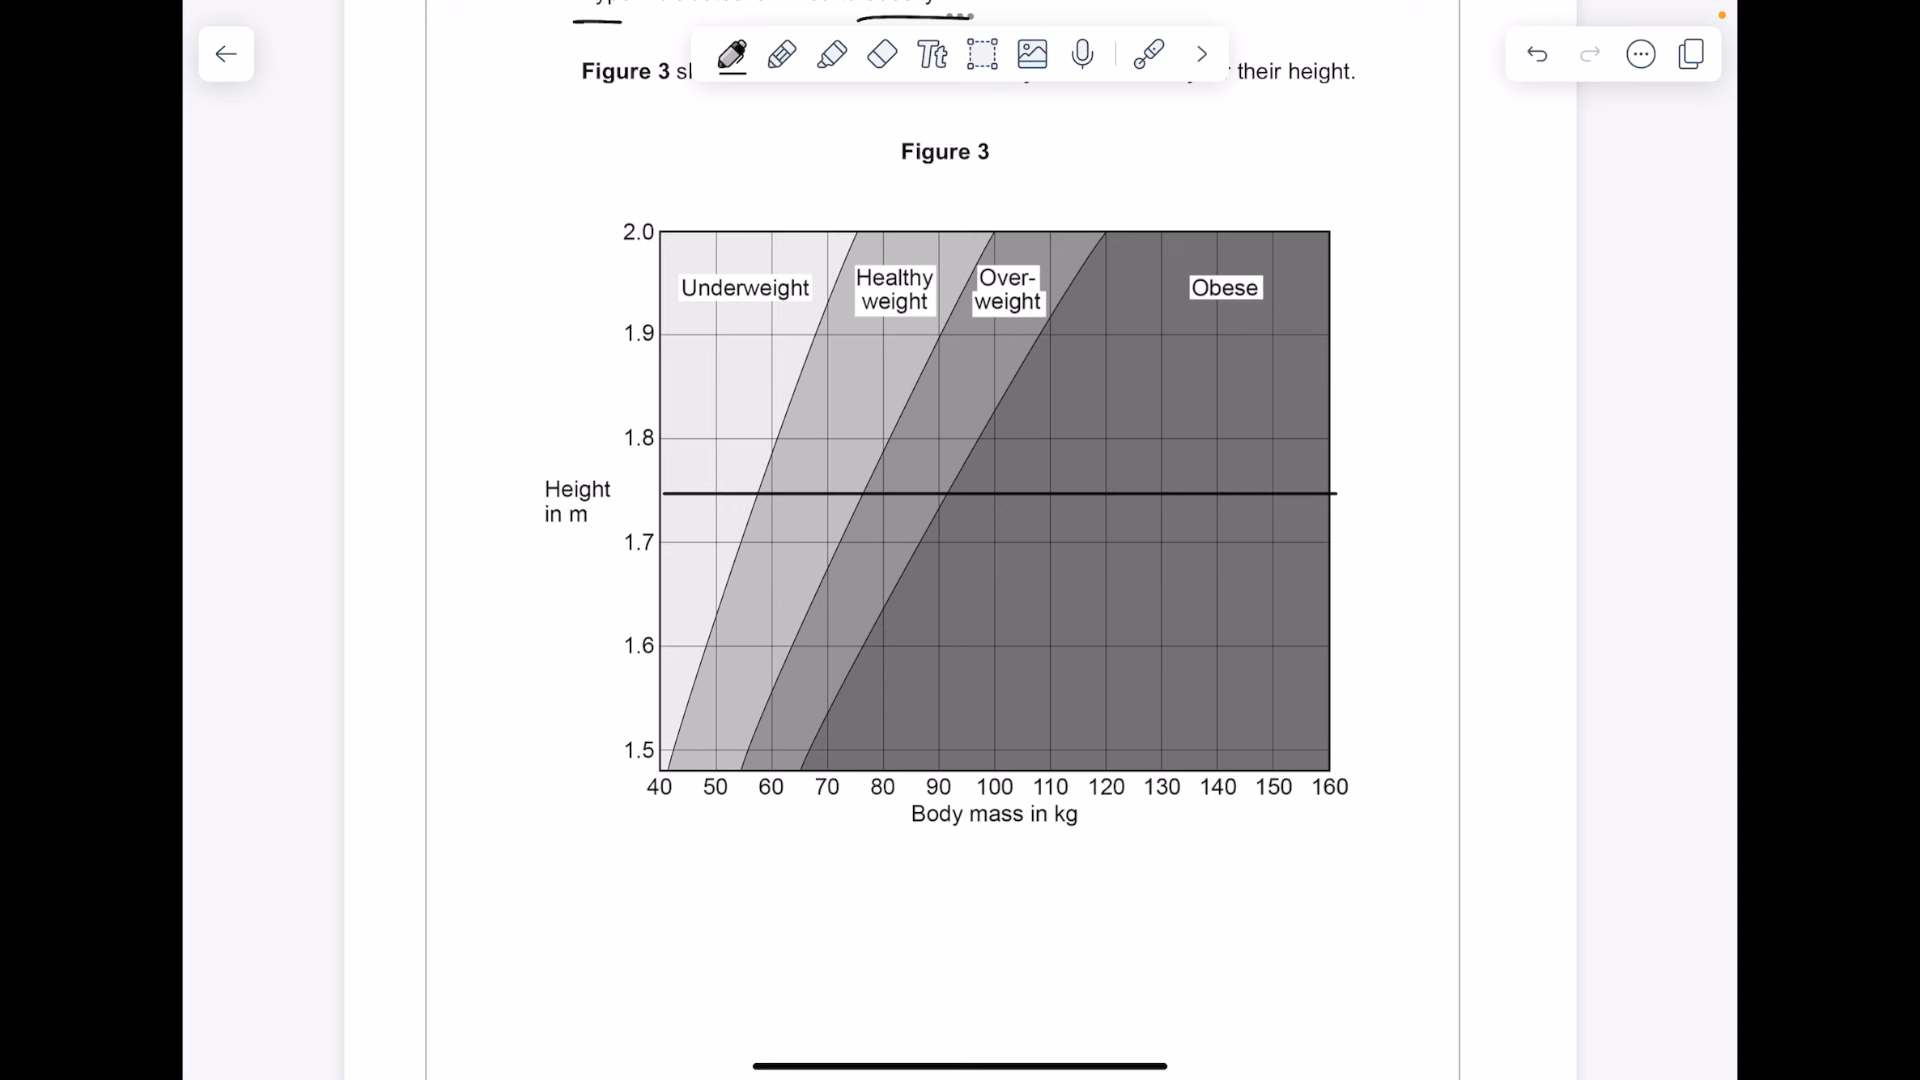 Tt
Figure 3 their height.
Figure 3
2.0
Underweight
Healthy
weight
Over-
weight
Obese
1.9
1.8
Height
in m
1.7
1.6
1.5
40 50 60 70 80 90 100 110 120 130 140 150 160
Body mass in kg